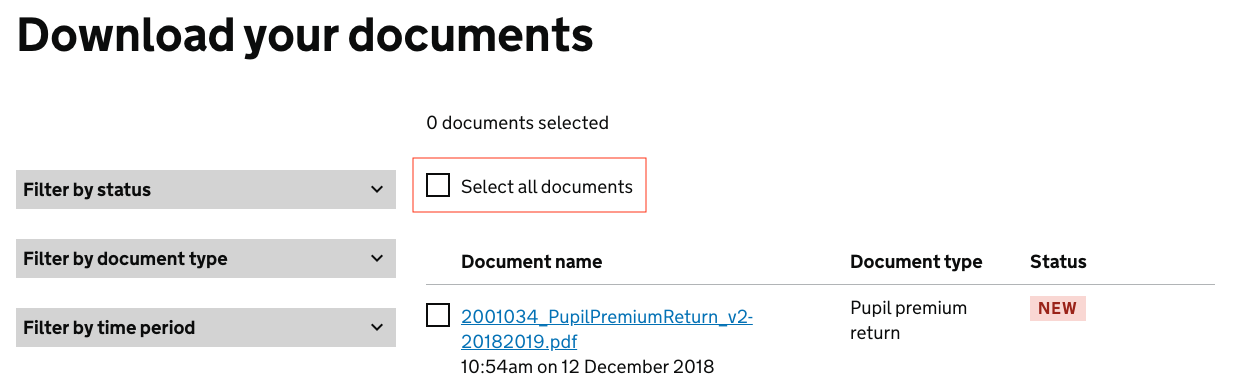 Download your documents
0 documents selected
Filter by status
Select all documents
Filter by document type
Document name Document type Status
Filter by time period
2001034_PupilPremiumReturn_v2-
20182019.pdf
10:54am on 12 December 2018
Pupil premium
return
NEW